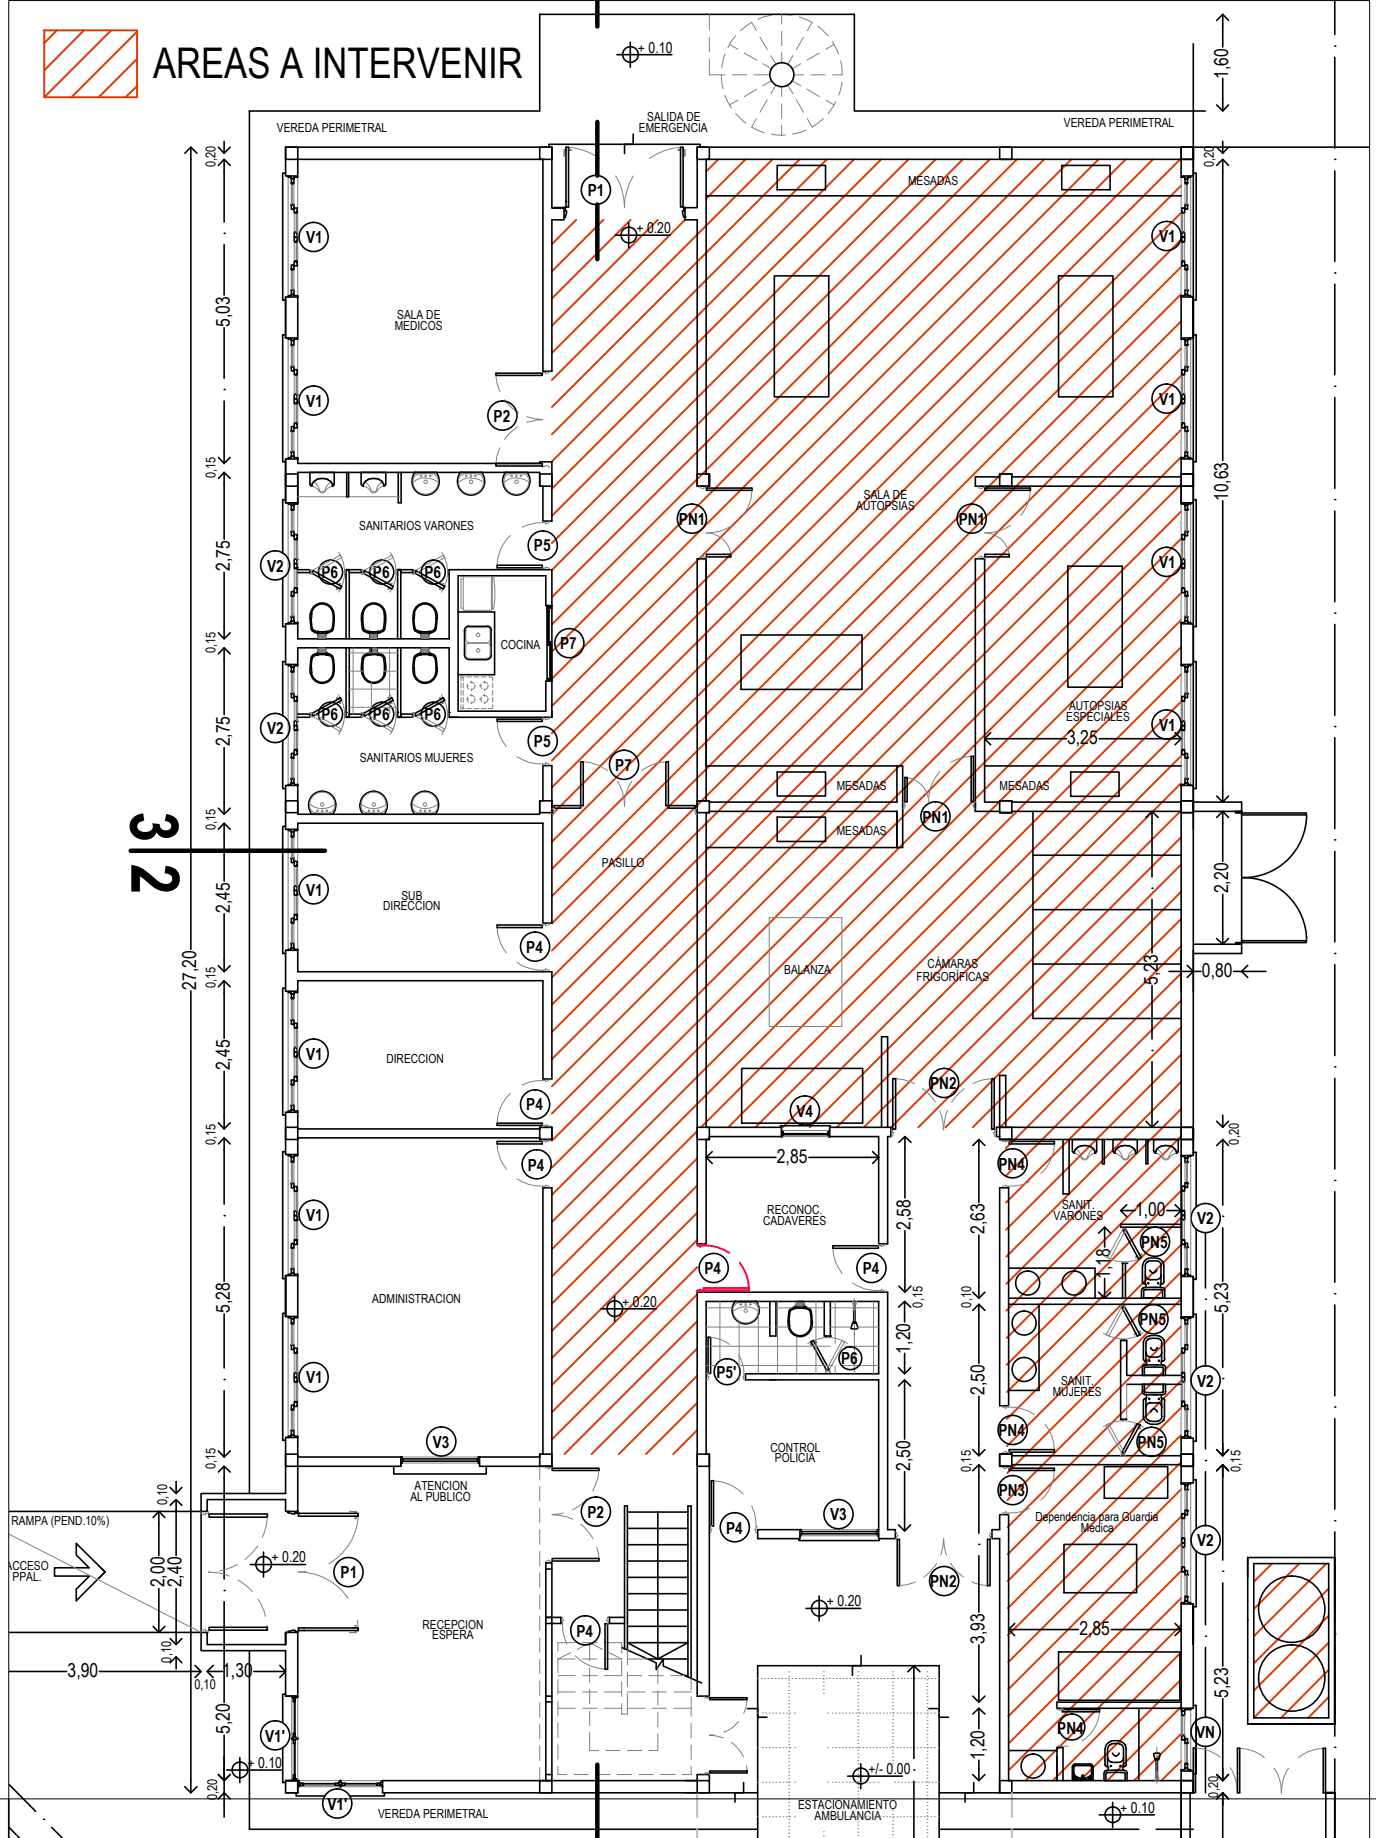 AREAS A INTERVENIR
+ 0.10
1,60
VEREDA PERIMETRAL
SALIDA DE
EMERGENCIA
VEREDA PERIMETRAL
0,20
0,20
P1
+ 0.20
MESADAS
V1
V1
5,03
SALA DE
MEDICOS
V1
V1
P2
0,15
10,63
SALA DE
AUTOPSIAS
PN1
PN1
SANITARIOS VARONES
2,75
P5
V2
P6
P6
P6
V1
0,15
COCINA
P7
P6
P6
P6
AUTOPSIAS
ESPECIALES
V2
2,75
P5
3,25
V1
SANITARIOS MUJERES
P7
MESADAS
MESADAS
0,15
PN1
MESADAS
3
2
PASILLO
V1
2,45
SUB
DIRECCION
2,20
P4
27,20
0,15
BALANZA
CÁMARAS
FRIGORÍFICAS
5,23
0,80
V1
2,45
DIRECCION
P4
PN2
V4
0,15
0,20
P4
2,85
PN4
V1
RECONOC.
CADAVERES
2,58
2,63
SANIT.
VARONES
1,00
V2
PN5
1,18
P4
P4
5,28
ADMINISTRACION
+ 0.20
0,15
0,10
5,23
PN5
1,20
P6
P5'
V1
2,50
SANIT.
MUJERES
V2
V3
CONTROL
POLICIA
2,50
PN4
PN5
0,15
0,15
0,15
ATENCION
AL PUBLICO
0,10
PN3
P2
P4
V3
Dependencia para Guardia
Médica
RAMPA (PEND.10%)
V2
ACCESO
PPAL.
+ 0.20
2,00
2,40
P1
PN2
+ 0.20
RECEPCION
ESPERA
P4
3,93
2,85
0,10
3,90
0,10
1,30
5,20
5,23
V1'
1,20
PN4
VN
+ 0.10
+/- 0.00
0,20
0,20
V1'
VEREDA PERIMETRAL
ESTACIONAMIENTO
AMBULANCIA
+ 0.10